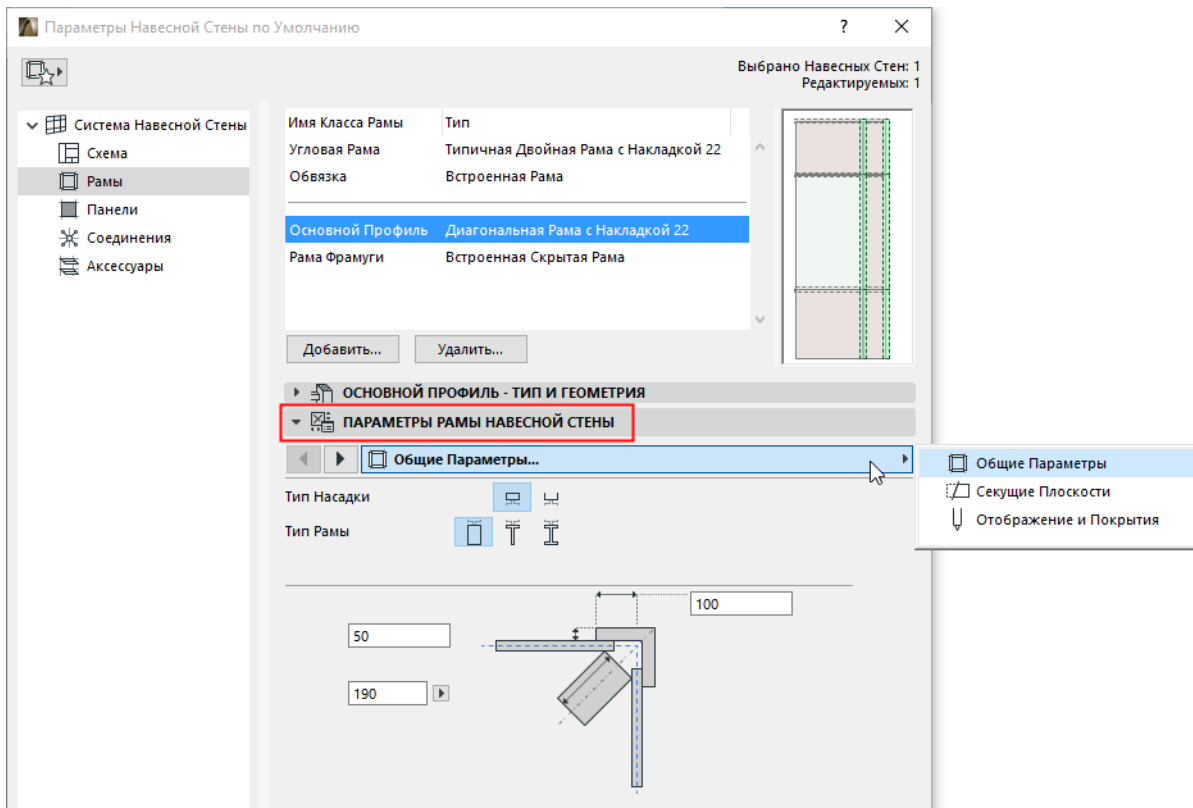 Параметры Навесной Стены по Умолчанию
?
Выбрано Навесных Стен: 1
Редактируемых: 1
Система Навесной Стены
Схема
Рамы
Панели
Соединения
Аксессуары
Имя Класса Рамы Тип
Угловая Рама Типичная Двойная Рама с Накладкой 22
Обвязка Встроенная Рама
Основной Профиль Диагональная Рама с Накладкой 22
Рама Фрамуги Встроенная Скрытая Рама
Добавить... Удалить...
ОСНОВНОЙ ПРОФИЛЬ - ТИП И ГЕОМЕТРИЯ
ПАРАМЕТРЫ РАМЫ НАВЕСНОЙ СТЕНЫ
Общие Параметры...
Общие Параметры
Секущие Плоскости
Отображение и Покрытия
Тип Насадки
Тип Рамы
100
50
190